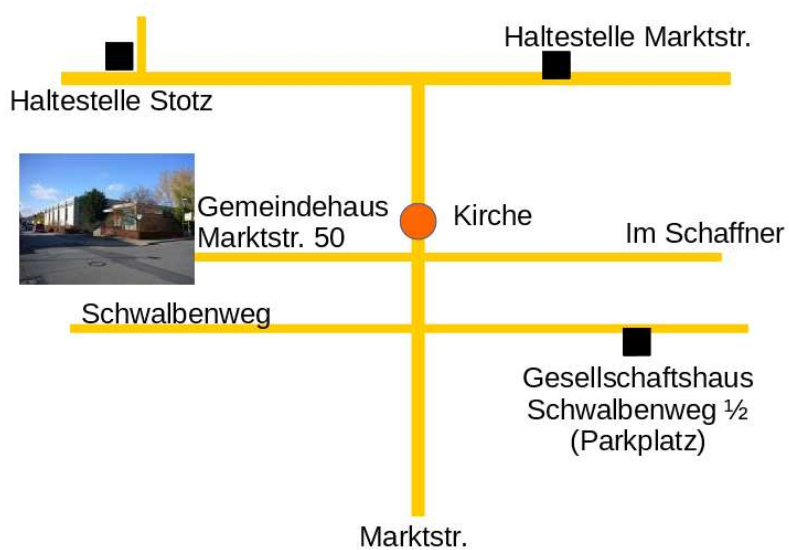 Haltestelle Marktstr.
Haltestelle Stotz
Gemeindehaus
Marktstr. 50
Kirche
Im Schaffner
Schwalbenweg
Gesellschaftshaus
Schwalbenweg ½
(Parkplatz)
Marktstr.